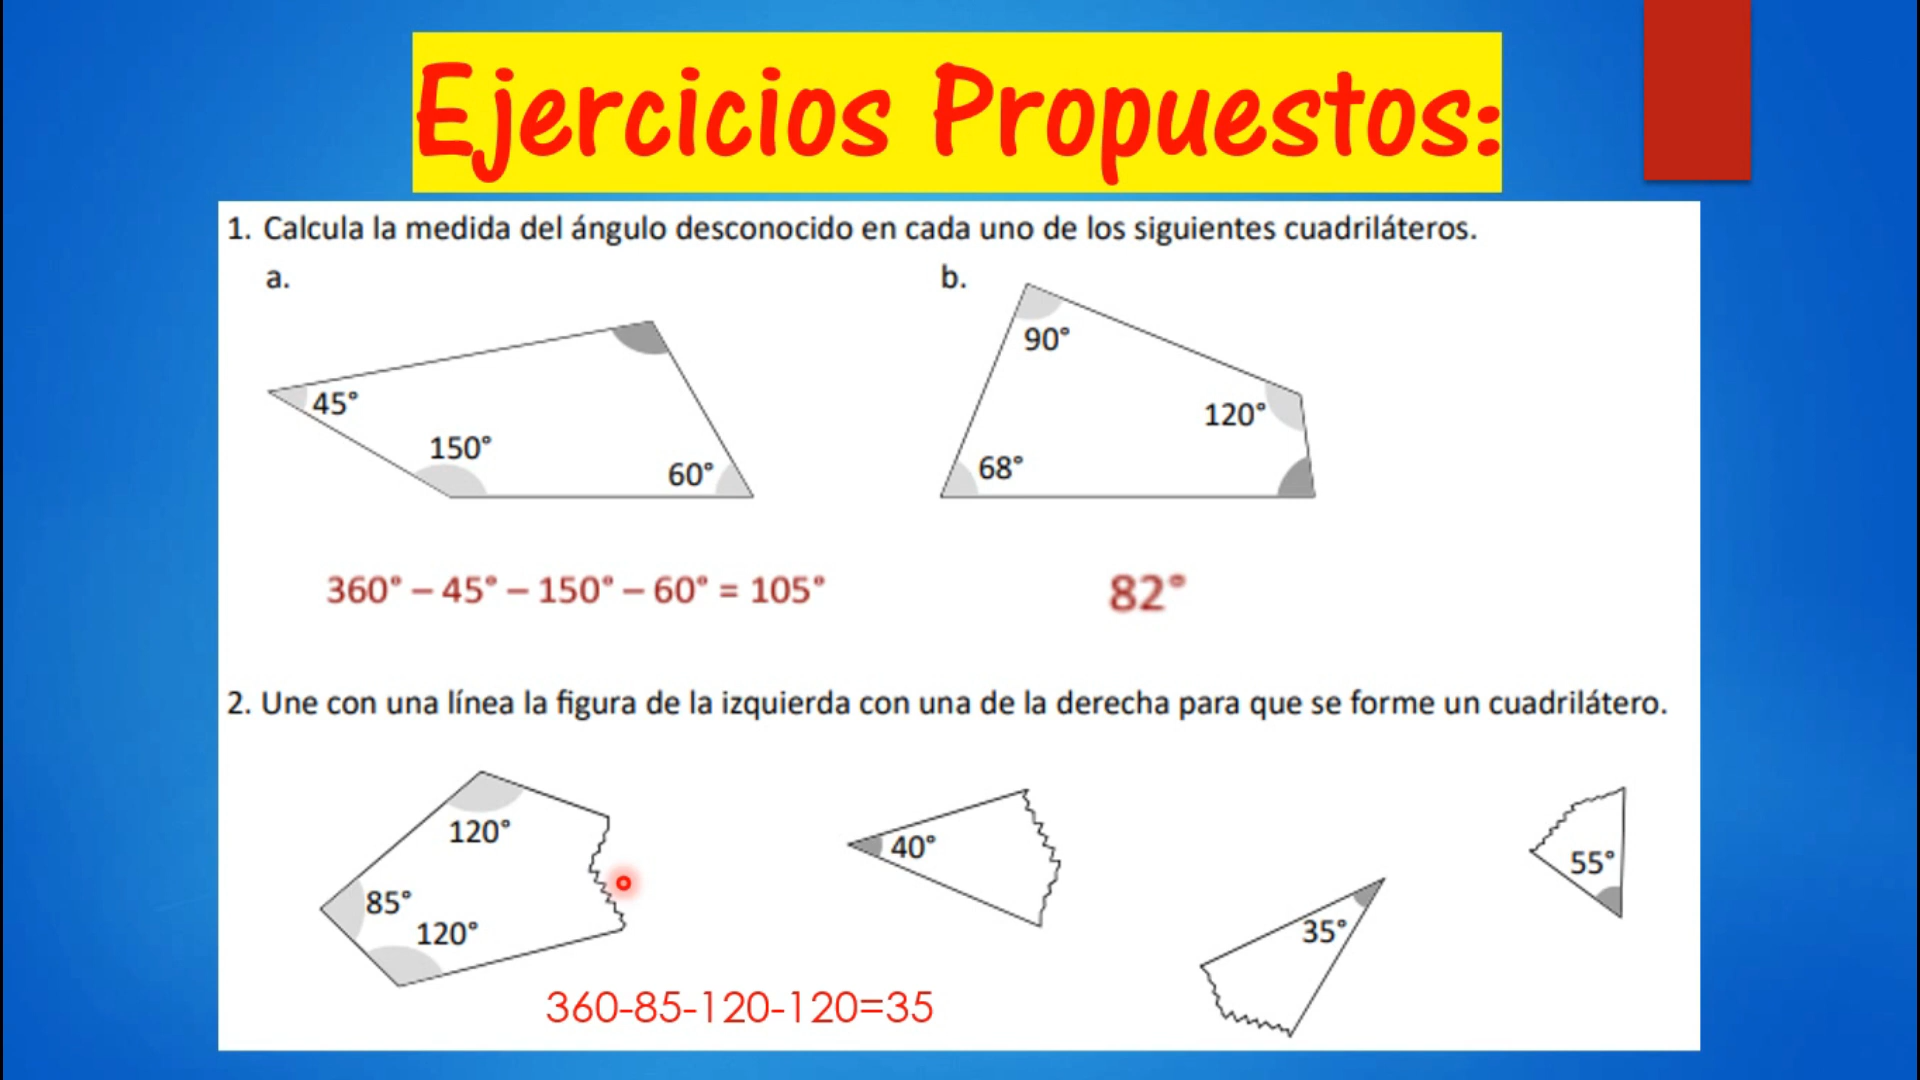 Ejercicios Propuestos:
1. Calcula la medida del ángulo desconocido en cada uno de los siguientes cuadriláteros.
a.
45°
150°
60°
b.
90°
120°
68°
360° – 45° – 150° – 60° = 105°
82°
2. Une con una línea la figura de la izquierda con una de la derecha para que se forme un cuadrilátero.
120°
85°
120°
40°
35°
55°
360-85-120-120=35